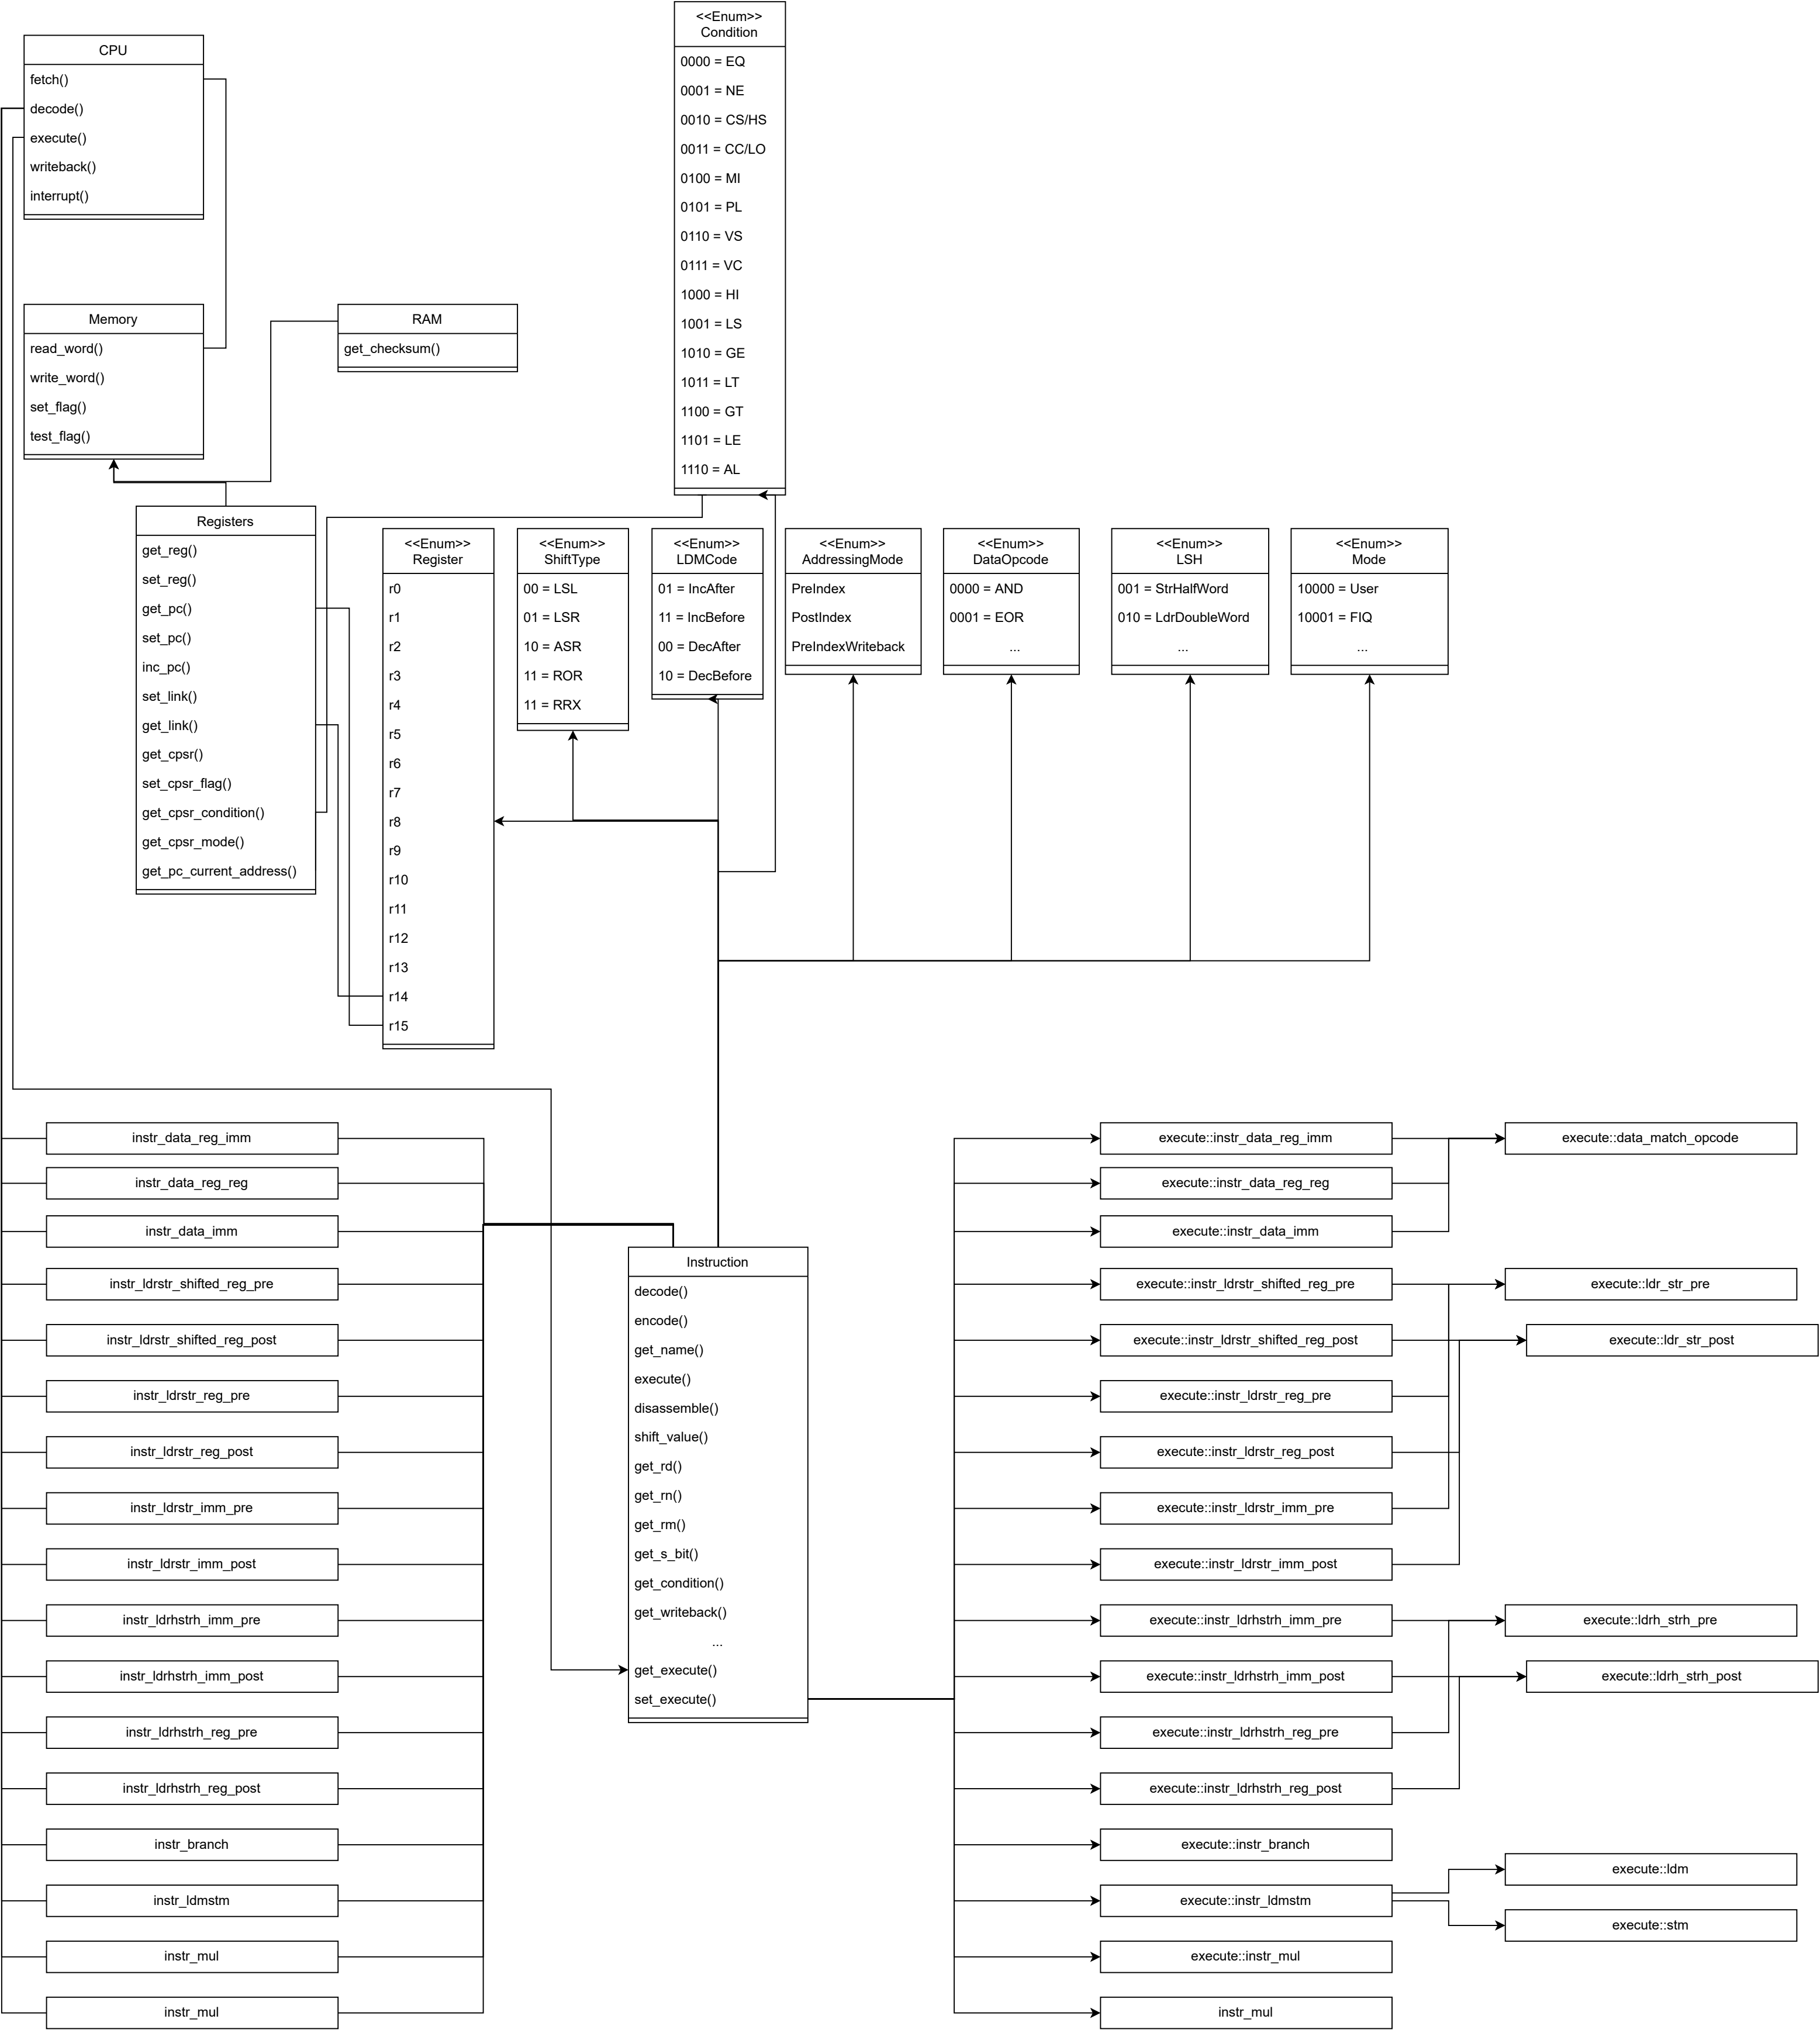 CPU
fetch()
decode()
execute()
writeback()
interrupt()
<<Enum>>
Condition
0000 = EQ
0001 = NE
0010 = CS/HS
0011 = CC/LO
0100 = MI
0101 = PL
0110 = VS
0111 = VC
1000 = HI
1001 = LS
1010 = GE
1011 = LT
1100 = GT
1101 = LE
1110 = AL
Memory
read_word()
write_word()
set_flag()
test_flag()
RAM
get_checksum()
Registers
get_reg()
set_reg()
get_pc()
set_pc()
inc_pc()
set_link()
get_link()
get_cpsr()
set_cpsr_flag()
get_cpsr_condition()
get_cpsr_mode()
get_pc_current_address()
<<Enum>>
Register
r0
r1
r2
r3
r4
r5
r6
r7
r8
r9
r10
r11
r12
r13
r14
r15
<<Enum>>
ShiftType
00 = LSL
01 = LSR
10 = ASR
11 = ROR
11 = RRX
<<Enum>>
LDMCode
01 = IncAfter
11 = IncBefore
00 = DecAfter
10 = DecBefore
<<Enum>>
AddressingMode
PreIndex
PostIndex
PreIndexWriteback
<<Enum>>
DataOpcode
0000 = AND
0001 = EOR
...
<<Enum>>
LSH
001 = StrHalfWord
010 = LdrDoubleWord
...
<<Enum>>
Mode
10000 = User
10001 = FIQ
...
instr_data_reg_imm
instr_data_reg_reg
instr_data_imm
instr_ldrstr_shifted_reg_pre
instr_ldrstr_shifted_reg_post
instr_ldrstr_reg_pre
instr_ldrstr_reg_post
instr_ldrstr_imm_pre
instr_ldrstr_imm_post
instr_ldrhstrh_imm_pre
instr_ldrhstrh_imm_post
instr_ldrhstrh_reg_pre
instr_ldrhstrh_reg_post
instr_branch
instr_ldmstm
instr_mul
instr_mul
Instruction
decode()
encode()
get_name()
execute()
disassemble()
shift_value()
get_rd()
get_rn()
get_rm()
get_s_bit()
get_condition()
get_writeback()
...
get_execute()
set_execute()
execute::instr_data_reg_imm
execute::instr_data_reg_reg
execute::instr_data_imm
execute::instr_ldrstr_shifted_reg_pre
execute::instr_ldrstr_shifted_reg_post
execute::instr_ldrstr_reg_pre
execute::instr_ldrstr_reg_post
execute::instr_ldrstr_imm_pre
execute::instr_ldrstr_imm_post
execute::instr_ldrhstrh_imm_pre
execute::instr_ldrhstrh_imm_post
execute::instr_ldrhstrh_reg_pre
execute::instr_ldrhstrh_reg_post
execute::instr_branch
execute::instr_ldmstm
execute::instr_mul
instr_mul
execute::data_match_opcode
execute::ldr_str_pre
execute::ldr_str_post
execute::ldrh_strh_pre
execute::ldrh_strh_post
execute::ldm
execute::stm